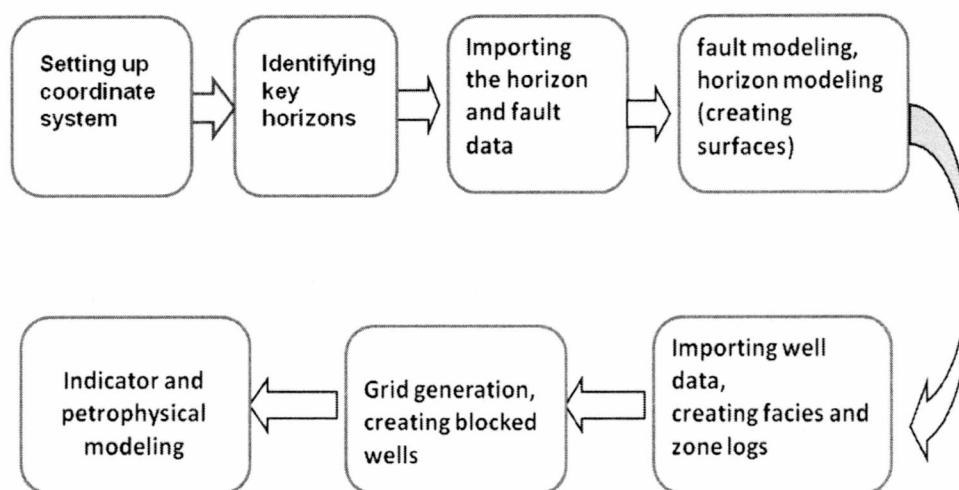 Setting up
coordinate
system
Identifying
key
horizons
Importing
the horizon
and fault
data
fault modeling,
horizon modeling
(creating
surfaces)
Importing well
data,
creating facies and
zone logs
Grid generation,
creating blocked
wells
Indicator and
petrophysical
modeling